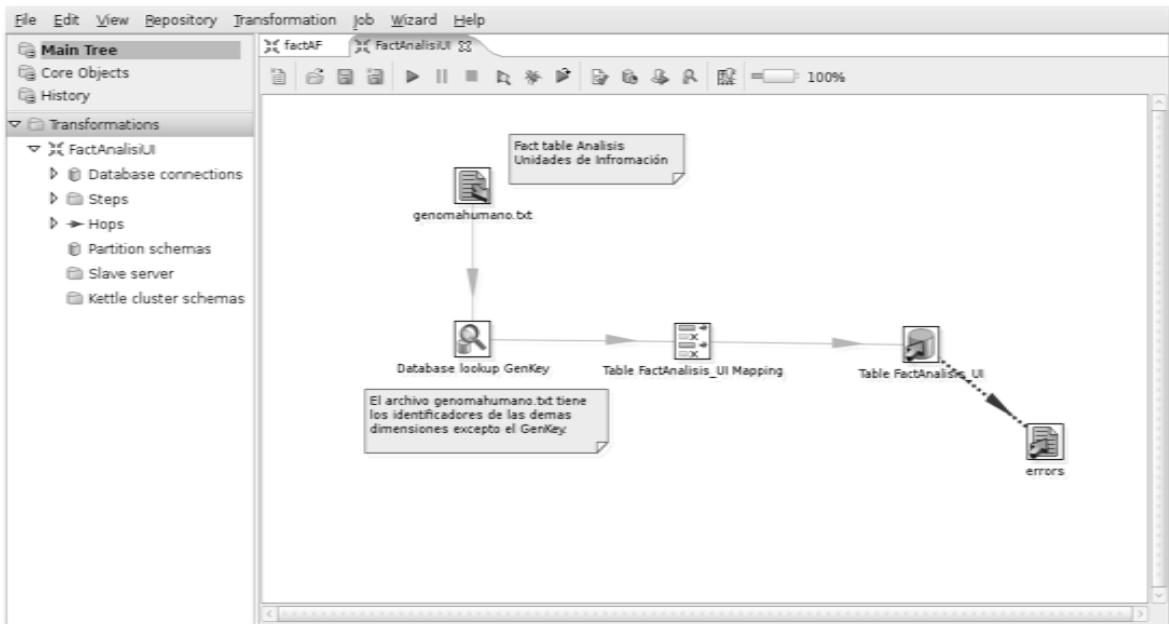 File Edit View Repository Transformation Job Wizard Help
Main Tree
Core Objects
History
Transformations
FactAnalisiUI
Database connections
Steps
Hops
Partition schemas
Slave server
Kettle cluster schemas
factAF FactAnalisiUI
100%
Fact table Analisis
Unidades de Infromación
genomahumano.txt
Database lookup GenKey
Table FactAnalisis_UI Mapping
Table FactAnalisis_UI
El archivo genomahumano.txt tiene
los identificadores de las demas
dimensiones excepto el GenKey.
errors